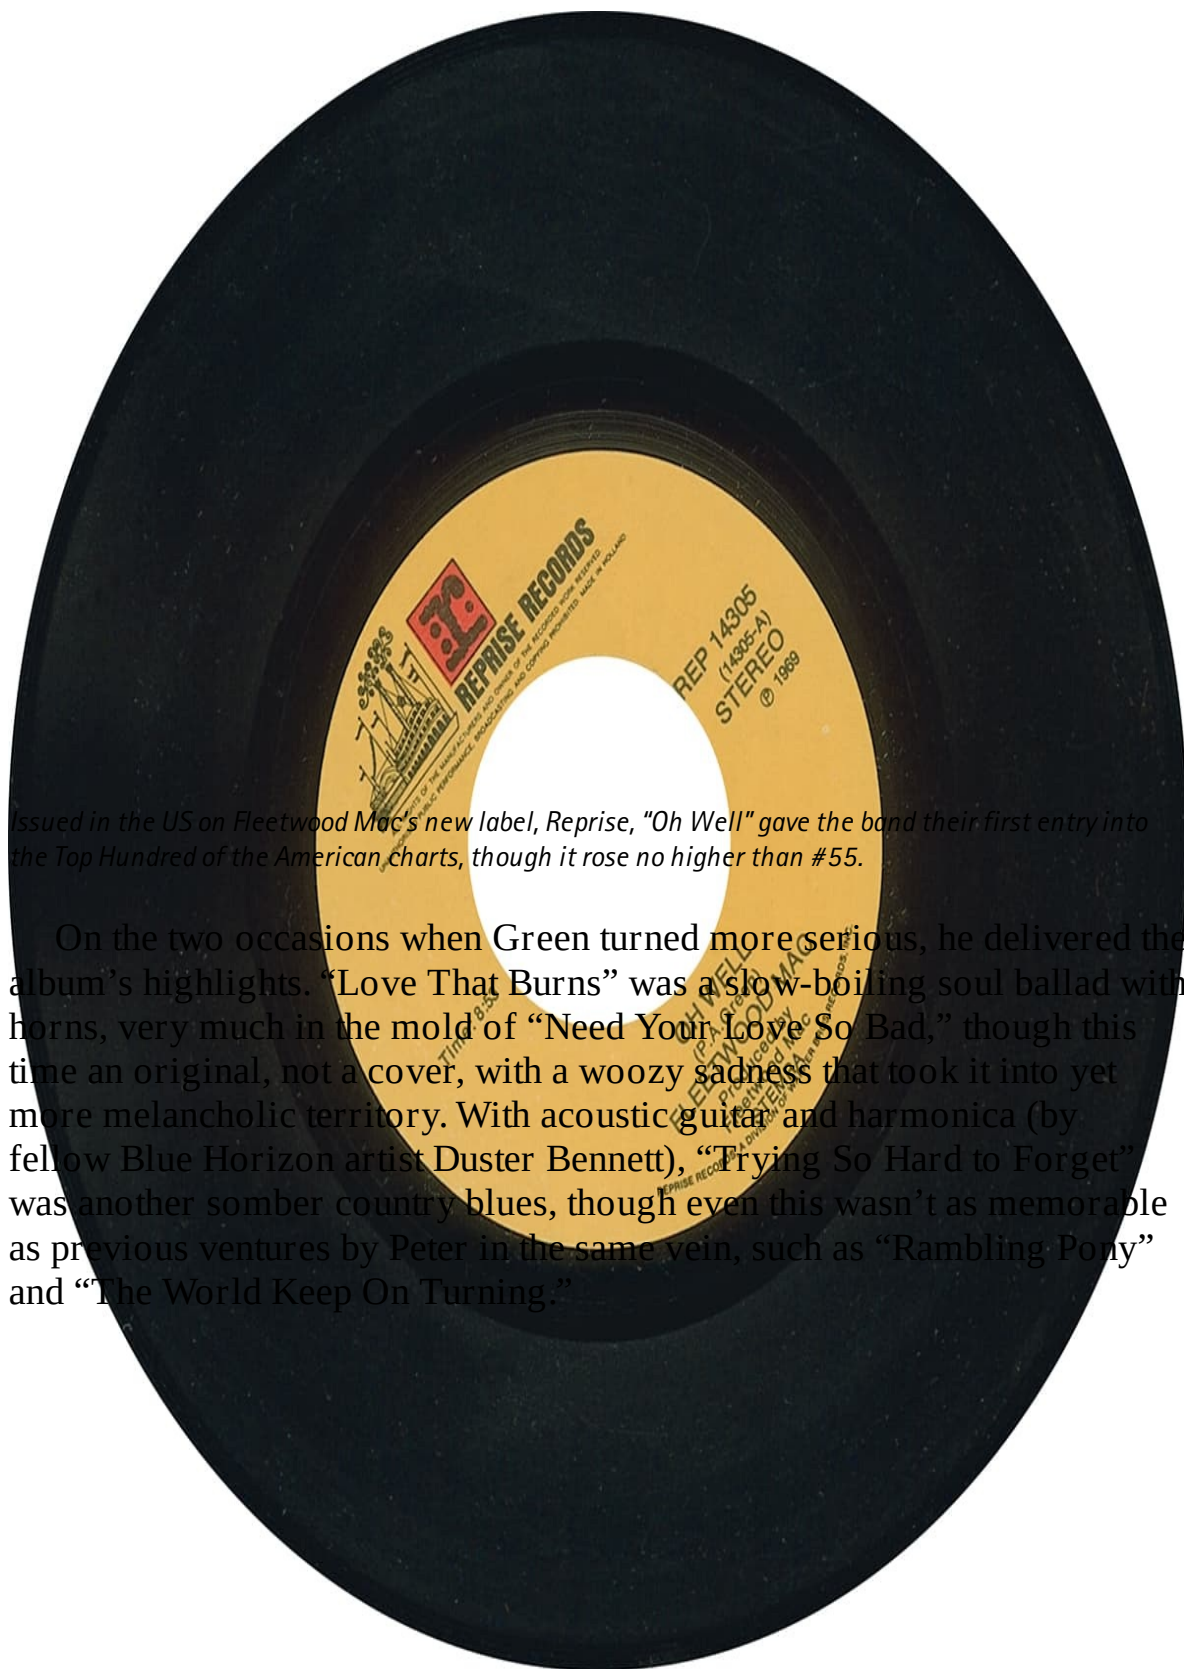 REPRISE RECORDS
REP 14305
(14305-A)
STEREO
℗ 1969
Issued in the US on Fleetwood Mac’s new label, Reprise, “Oh Well” gave the band their first entry into
the Top Hundred of the American charts, though it rose no higher than #55.
On the two occasions when Green turned more serious, he delivered the
album’s highlights. “Love That Burns” was a slow-boiling soul ballad with
horns, very much in the mold of “Need Your Love So Bad,” though this
time an original, not a cover, with a woozy sadness that took it into yet
more melancholic territory. With acoustic guitar and harmonica (by
fellow Blue Horizon artist Duster Bennett), “Trying So Hard to Forget”
was another somber country blues, though even this wasn’t as memorable
as previous ventures by Peter in the same vein, such as “Rambling Pony”
and “The World Keep On Turning.”
OH WELL
FLEETWOOD MAC
Produced by
Fleetwood Mac